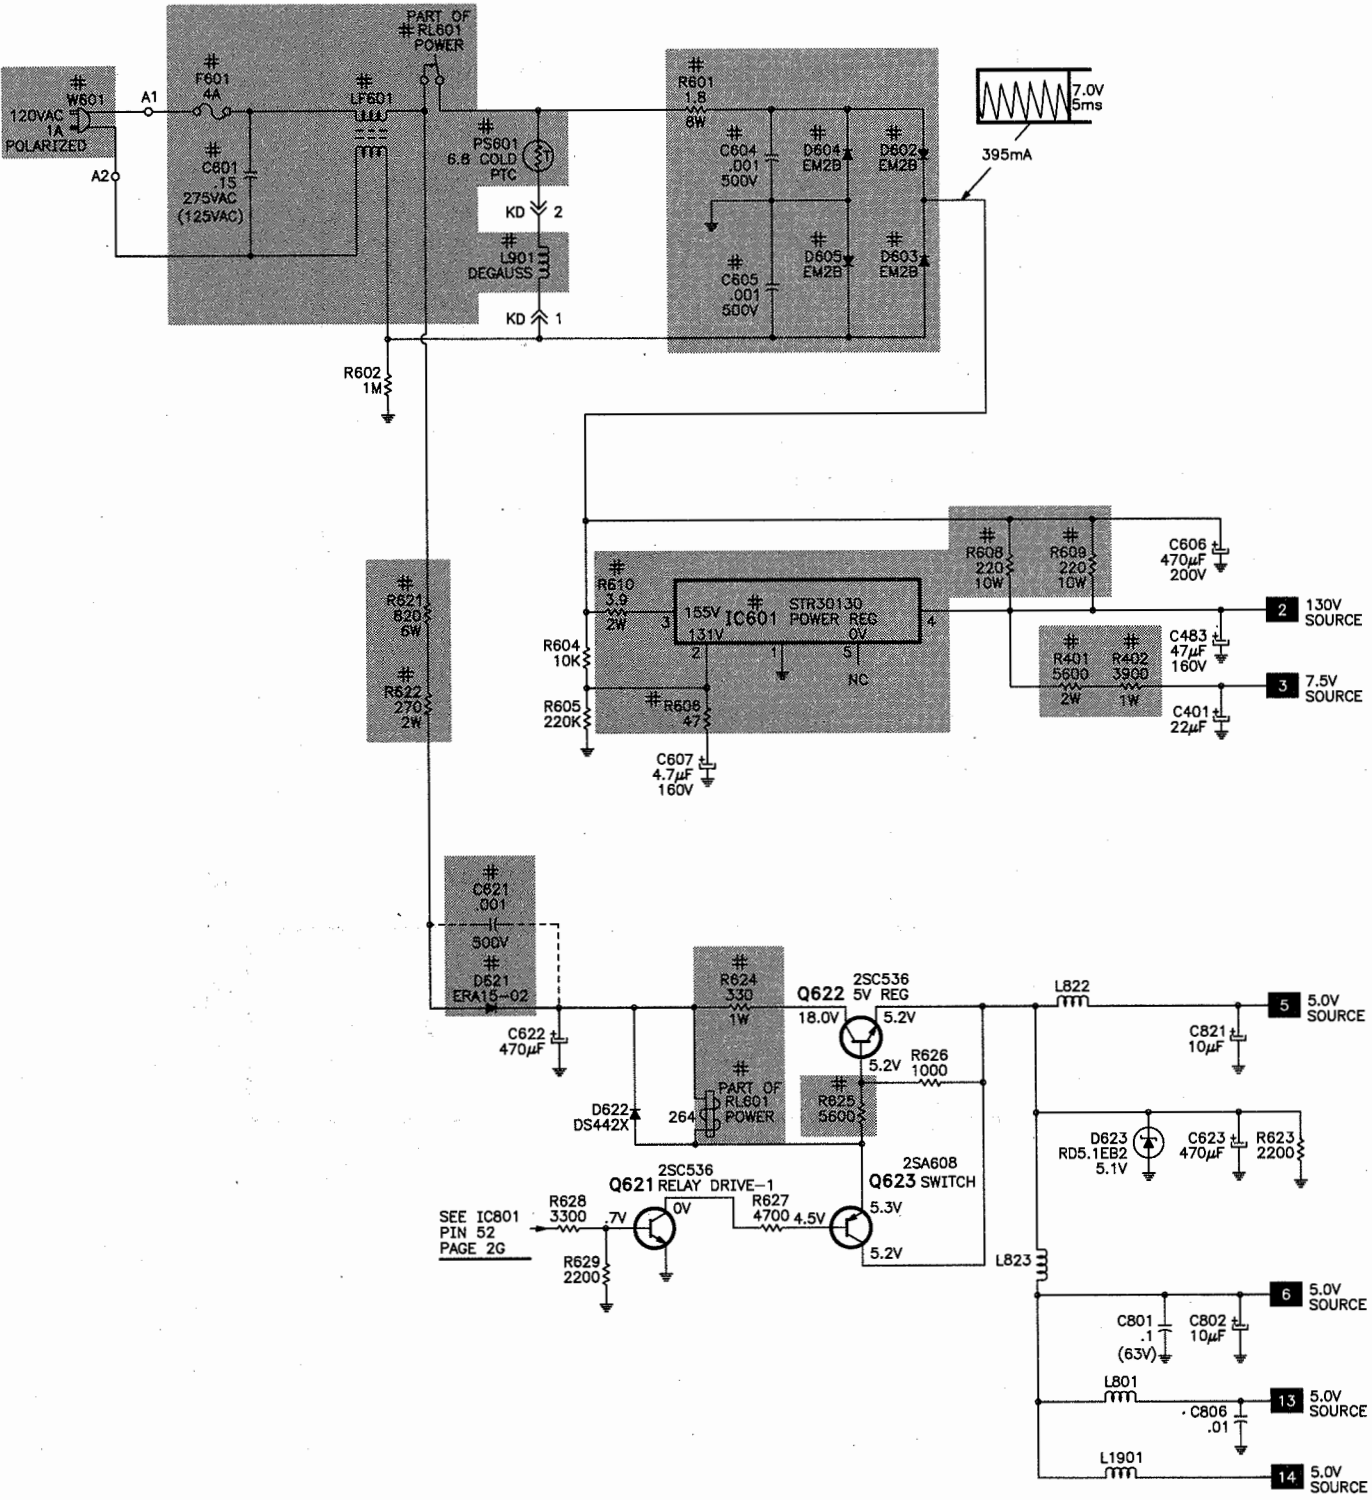 PART OF
# RL601
POWER
#
F601
4A
#
W601
120VAC
1A
POLARIZED
A1
A2
#
LF601
#
C601
.15
275VAC
(125VAC)
#
PS601
6.8 COLD
PTC
KD 2
#
L901
DEGAUSS
KD 1
R602
1M
#
R601
1.8
8W
#
C604
.001
500V
#
D604
EM2B
#
D602
EM2B
#
C605
.001
500V
#
D605
EM2B
#
D603
EM2B
7.0V
5ms
395mA
#
R608
220
10W
#
R609
220
10W
C606
470µF
200V
#
R610
3.9
2W
3
155V
#
IC601
STR30130
POWER REG
0V
131V
4
2
1
5
NC
R604
10K
R605
220K
#
R606
47
C607
4.7µF
160V
2
130V
SOURCE
C483
47µF
160V
#
R401
5600
2W
#
R402
3900
1W
3
7.5V
SOURCE
C401
22µF
#
R621
820
6W
#
R622
270
2W
#
C621
.001
500V
#
D621
ERA15-02
C622
470µF
#
R624
330
1W
Q622
2SC536
5V REG
18.0V
5.2V
5.2V
R626
1000
#
R625
5600
#
PART OF
RL601
POWER
264
D622
DS442X
L822
5
5.0V
SOURCE
C821
10µF
D623
RD5.1EB2
5.1V
C623
470µF
R623
2200
2SC536
Q621 RELAY DRIVE-1
0V
.7V
R628
3300
SEE IC801
PIN 52
PAGE 2G
R629
2200
R627
4700
4.5V
2SA608
Q623 SWITCH
5.3V
5.2V
L823
6
5.0V
SOURCE
C801
.1
(63V)
C802
10µF
L801
13
5.0V
SOURCE
C806
.01
L1901
14
5.0V
SOURCE